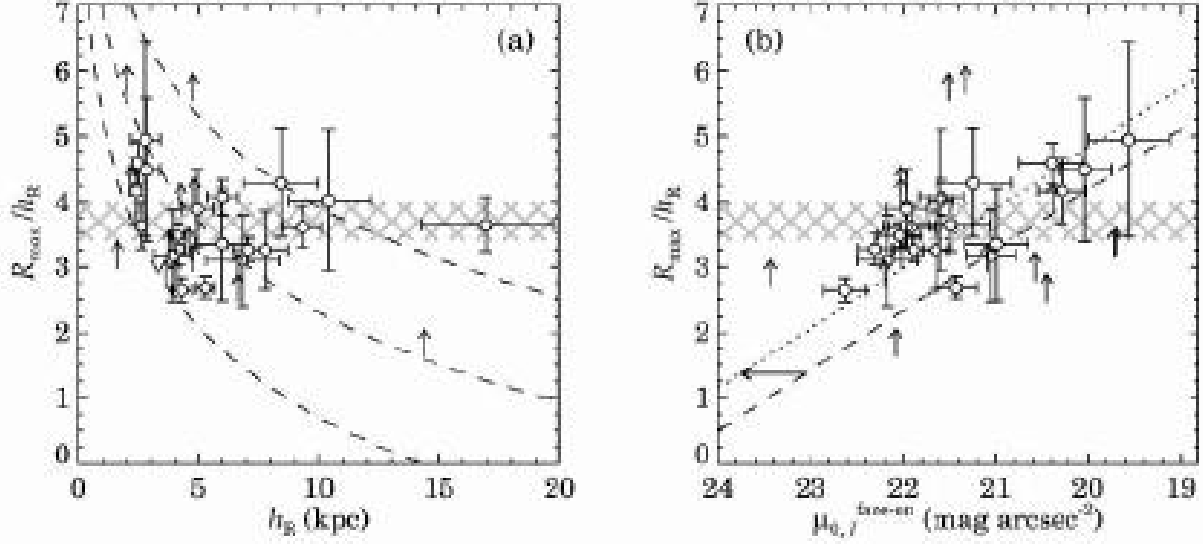 (a)
7
6
5
4
3
2
1
0
R_max/h_R
0 5 10 15 20
h_R (kpc)
(b)
7
6
5
4
3
2
1
0
R_max/h_R
24 23 22 21 20 19
μ_0,I^face-on (mag arcsec^-2)